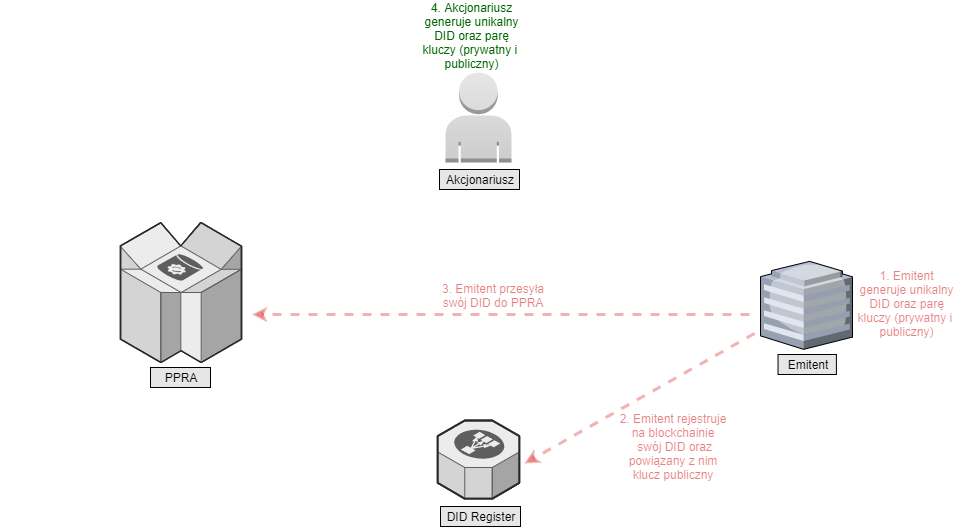 4. Akcjonariusz
generuje unikalny
DID oraz parę
kluczy (prywatny i
publiczny)
Akcjonariusz
1. Emitent
generuje unikalny
DID oraz parę
kluczy (prywatny i
publiczny)
3. Emitent przesyła
swój DID do PPRA
Emitent
PPRA
2. Emitent rejestruje
na blockchainie
swój DID oraz
powiązany z nim
klucz publiczny
DID Register